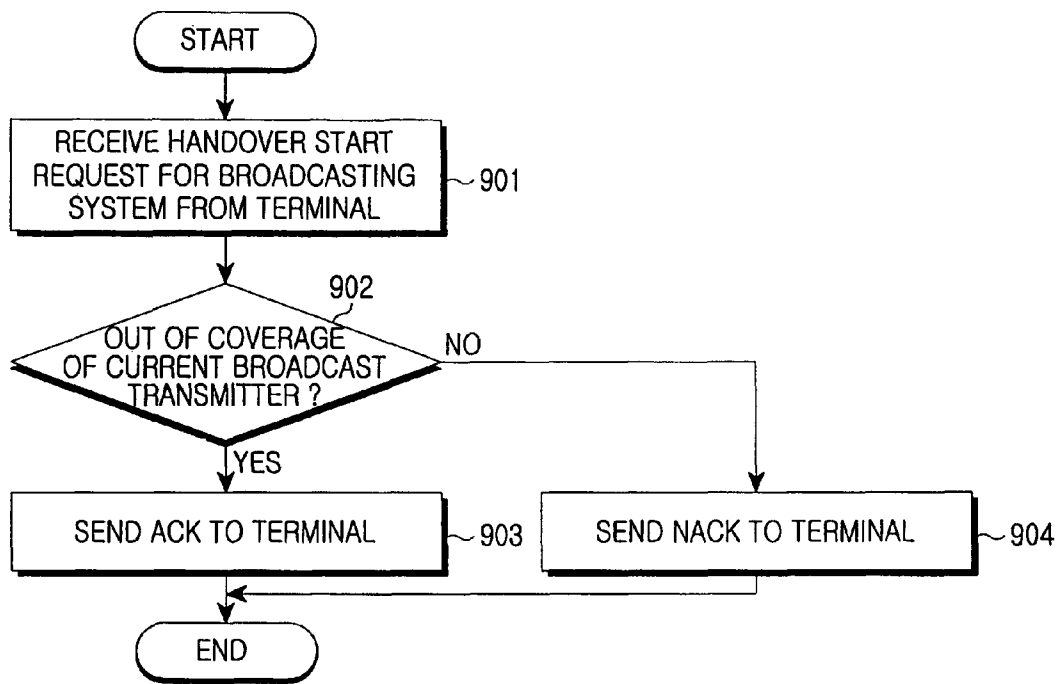 START
RECEIVE HANDOVER START
REQUEST FOR BROADCASTING
SYSTEM FROM TERMINAL
901
902
OUT OF COVERAGE
OF CURRENT BROADCAST
TRANSMITTER ?
NO
YES
SEND ACK TO TERMINAL
903
SEND NACK TO TERMINAL
904
END